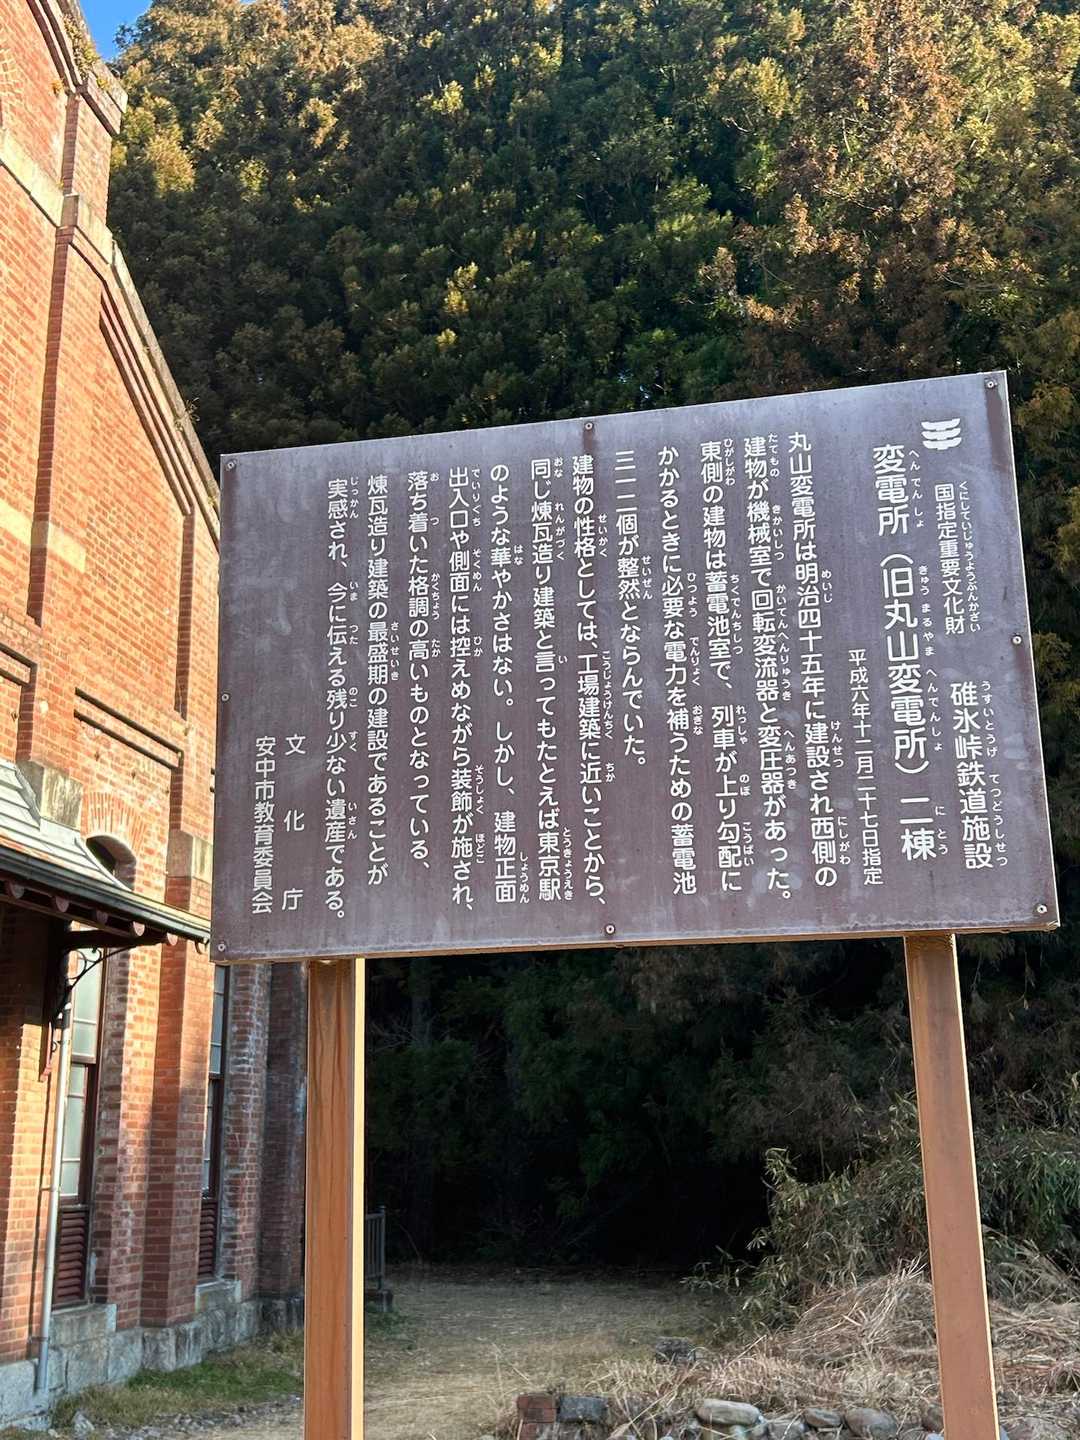 国指定重要文化財　碓氷峠鉄道施設
変電所（旧丸山変電所）二棟
平成六年十二月二十七日指定
丸山変電所は明治四十五年に建設され西側の
建物が機械室で回転変流器と変圧器があった。
東側の建物は蓄電池室で、列車が上り勾配に
かかるときに必要な電力を補うための蓄電池
三一二個が整然とならんでいた。
建物の性格としては、工場建築に近いことから、
同じ煉瓦造り建築と言ってもたとえば東京駅
のような華やかさはない。しかし、建物正面
出入口や側面には控えめながら装飾が施され、
落ち着いた格調の高いものとなっている、
煉瓦造り建築の最盛期の建設であることが
実感され、今に伝える残り少ない遺産である。
文化庁
安中市教育委員会